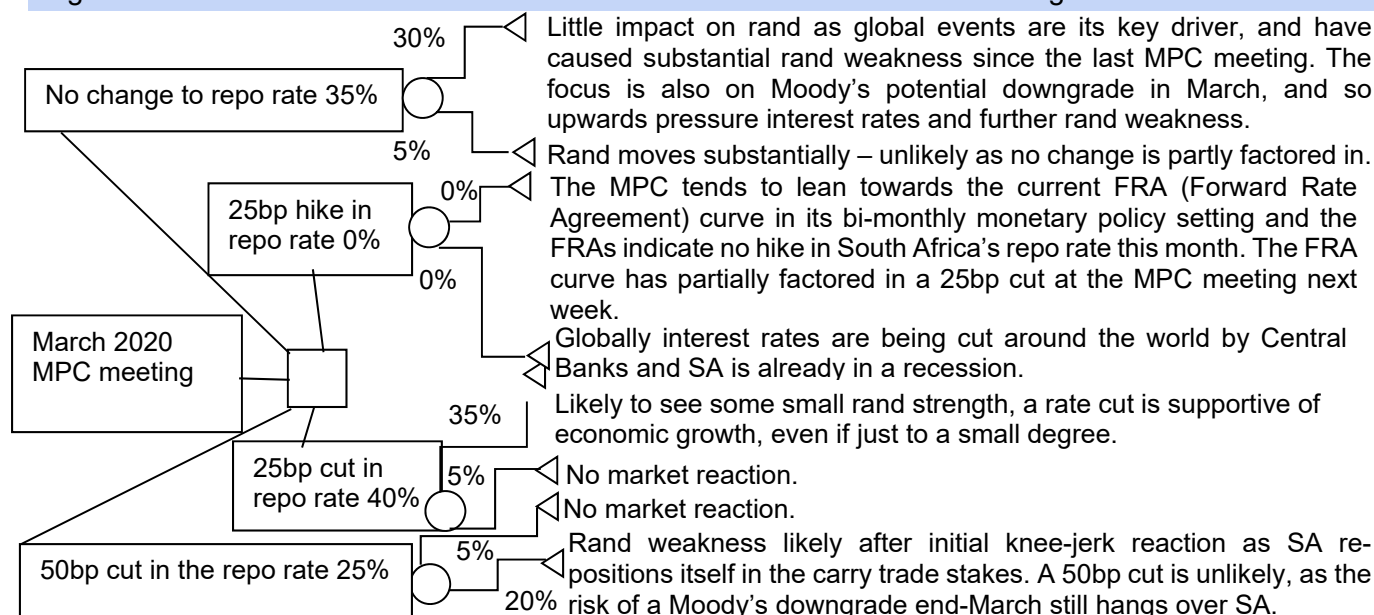 30%
Little impact on rand as global events are its key driver, and have
caused substantial rand weakness since the last MPC meeting. The
No change to repo rate 35%
focus is also on Moody's potential downgrade in March, and so
upwards pressure interest rates and further rand weakness.
5%
Rand moves substantially – unlikely as no change is partly factored in.
25bp hike in
repo rate 0%
0%
The MPC tends to lean towards the current FRA (Forward Rate
Agreement) curve in its bi-monthly monetary policy setting and the
FRAs indicate no hike in South Africa's repo rate this month. The FRA
curve has partially factored in a 25bp cut at the MPC meeting next
week.
0%
Globally interest rates are being cut around the world by Central
Banks and SA is already in a recession.
March 2020
MPC meeting
35%
Likely to see some small rand strength, a rate cut is supportive of
economic growth, even if just to a small degree.
25bp cut in
repo rate 40%
5%
No market reaction.
No market reaction.
50bp cut in the repo rate 25%
5%
Rand weakness likely after initial knee-jerk reaction as SA re-
positions itself in the carry trade stakes. A 50bp cut is unlikely, as the
20%
risk of a Moody's downgrade end-March still hangs over SA.